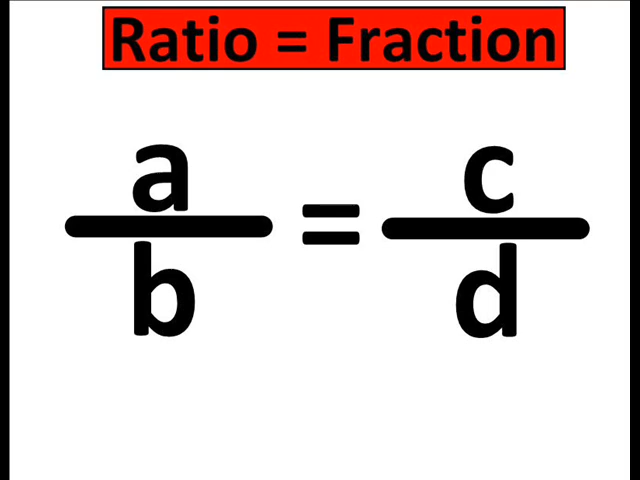 Ratio = Fraction
a/b = c/d